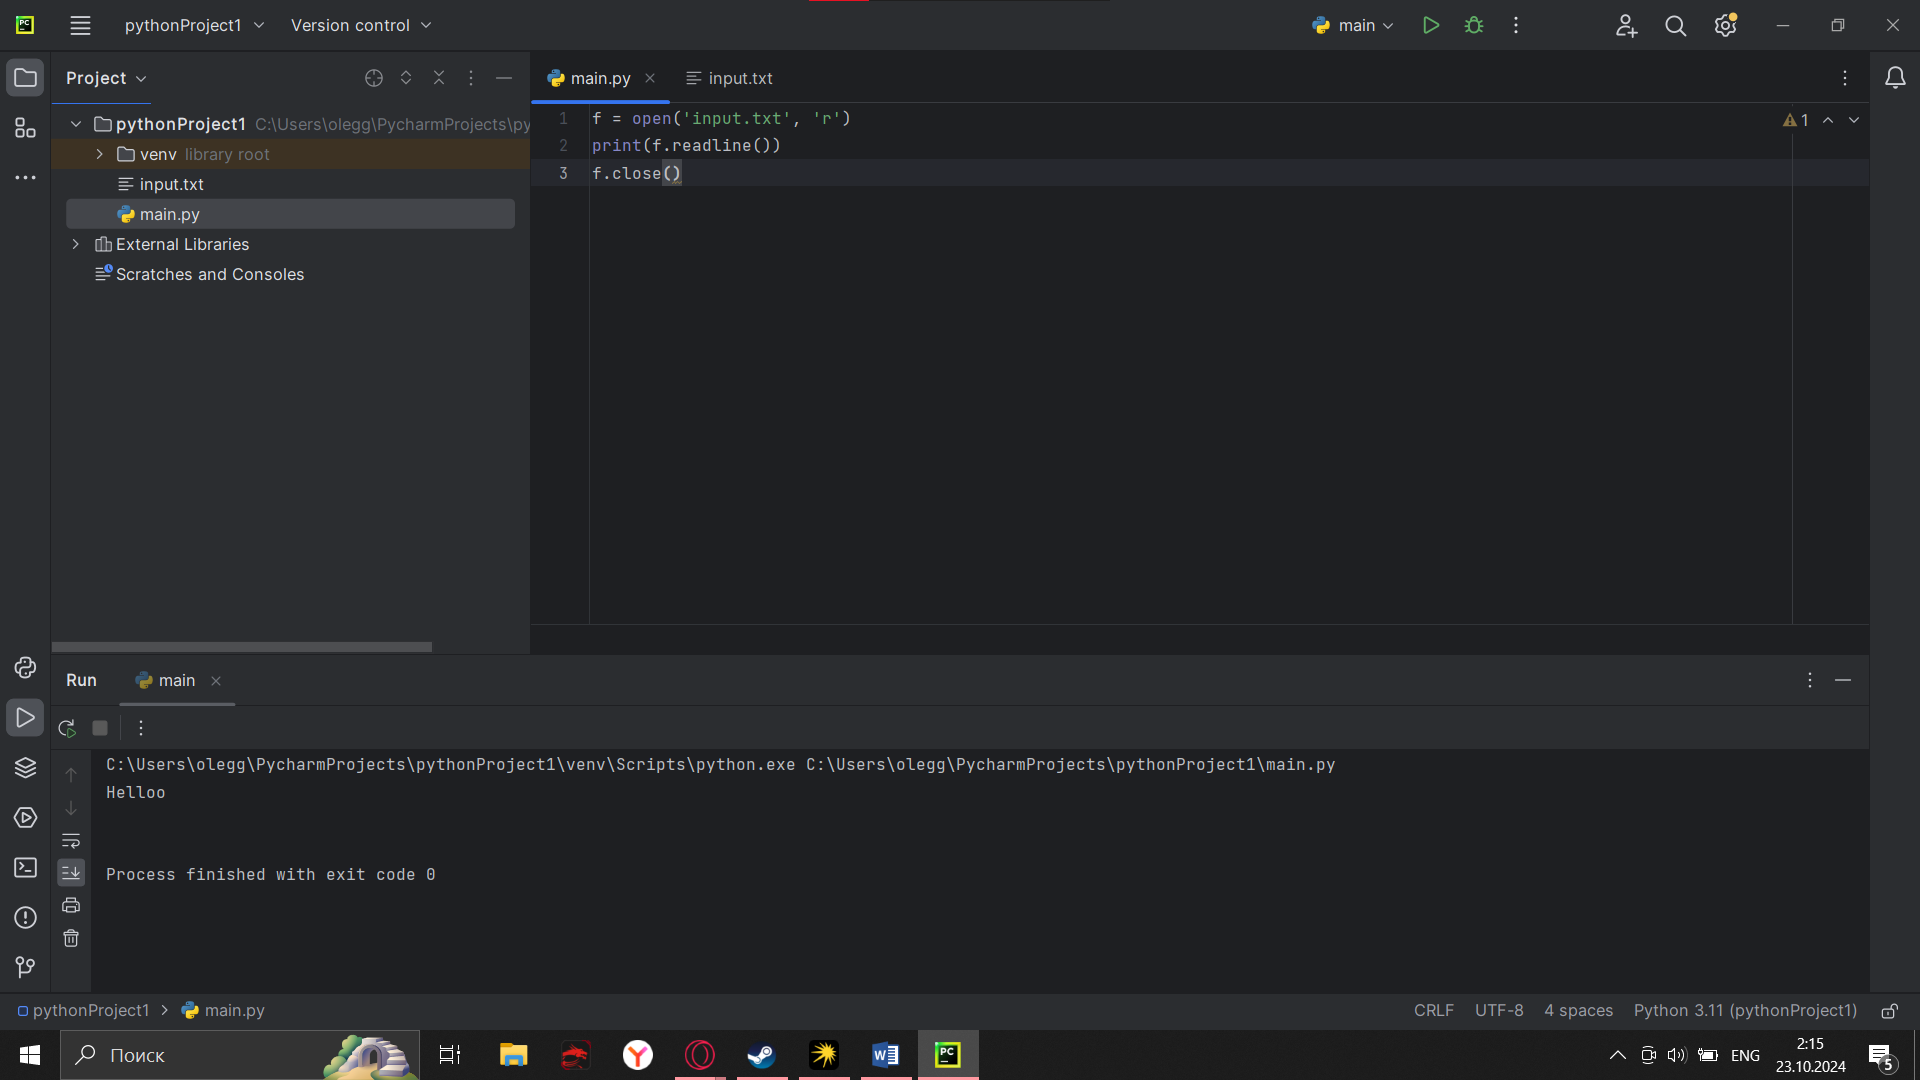 PC
pythonProject1
Version control
main
Project
main.py
input.txt
pythonProject1 C:\Users\olegg\PycharmProjects\py
venv library root
input.txt
main.py
External Libraries
Scratches and Consoles
1 f = open('input.txt', 'r')
2 print(f.readline())
3 f.close()
1
Run
main
C:\Users\olegg\PycharmProjects\pythonProject1\venv\Scripts\python.exe C:\Users\olegg\PycharmProjects\pythonProject1\main.py
Helloo
Process finished with exit code 0
pythonProject1 > main.py
CRLF UTF-8 4 spaces Python 3.11 (pythonProject1)
Поиск
PC
ENG
2:15
23.10.2024
5